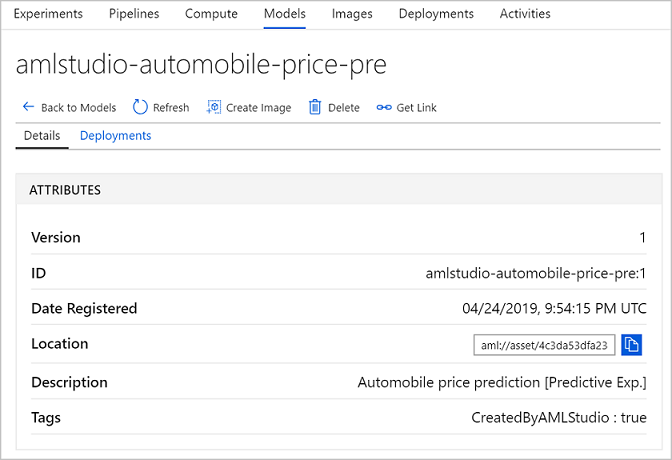 Experiments Pipelines Compute Models Images Deployments Activities
amlstudio-automobile-price-pre
Back to Models Refresh Create Image Delete Get Link
Details Deployments
ATTRIBUTES
Version 1
ID amlstudio-automobile-price-pre:1
Date Registered 04/24/2019, 9:54:15 PM UTC
Location aml://asset/4c3da53dfa23
Description Automobile price prediction [Predictive Exp.]
Tags CreatedByAMLStudio : true